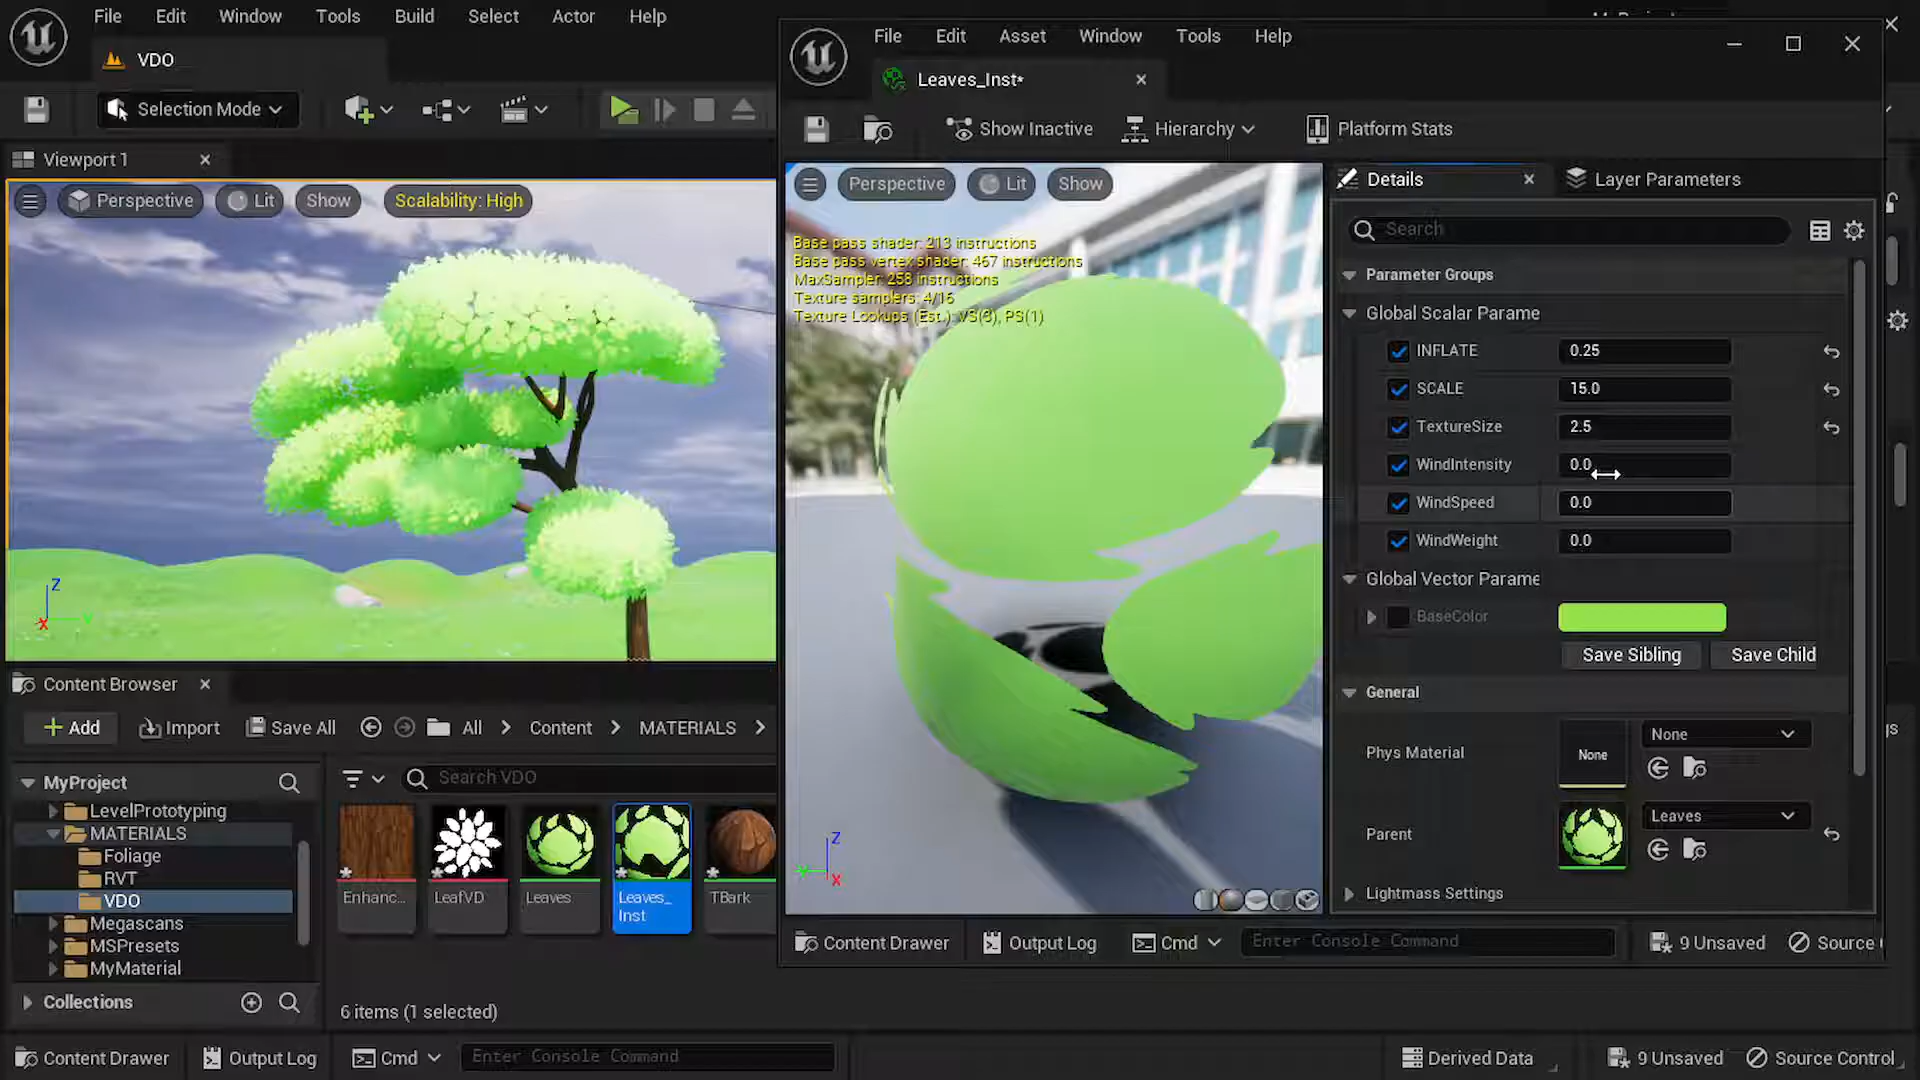 File Edit Window Tools Build Select Actor Help
VDO
Selection Mode
Viewport 1
Perspective Lit Show Scalability: High
Z
X
Y
Content Browser
Add Import Save All All Content MATERIALS
MyProject
Search VDO
LevelPrototyping
MATERIALS
Foliage
RVT
VDO
Megascans
MSPresets
MyMaterial
Collections
Enhanc...
LeafVD
Leaves
Leaves_
Inst
TBark
6 items (1 selected)
Content Drawer Output Log Cmd Enter Console Command
Derived Data 9 Unsaved Source Control
File Edit Asset Window Tools Help
Leaves_Inst*
Show Inactive Hierarchy Platform Stats
Perspective Lit Show
Base pass shader: 213 instructions
Base pass vertex shader: 467 instructions
MaxSampler: 258 instructions
Texture samplers: 4/16
Texture Lookups (Est.): VS(3), PS(1)
Z
Y
X
Details Layer Parameters
Search
Parameter Groups
Global Scalar Parame
INFLATE 0.25
SCALE 15.0
TextureSize 2.5
WindIntensity 0.0
WindSpeed 0.0
WindWeight 0.0
Global Vector Parame
BaseColor
Save Sibling Save Child
General
Phys Material None None
Parent Leaves
Lightmass Settings
Content Drawer Output Log Cmd Enter Console Command 9 Unsaved Source